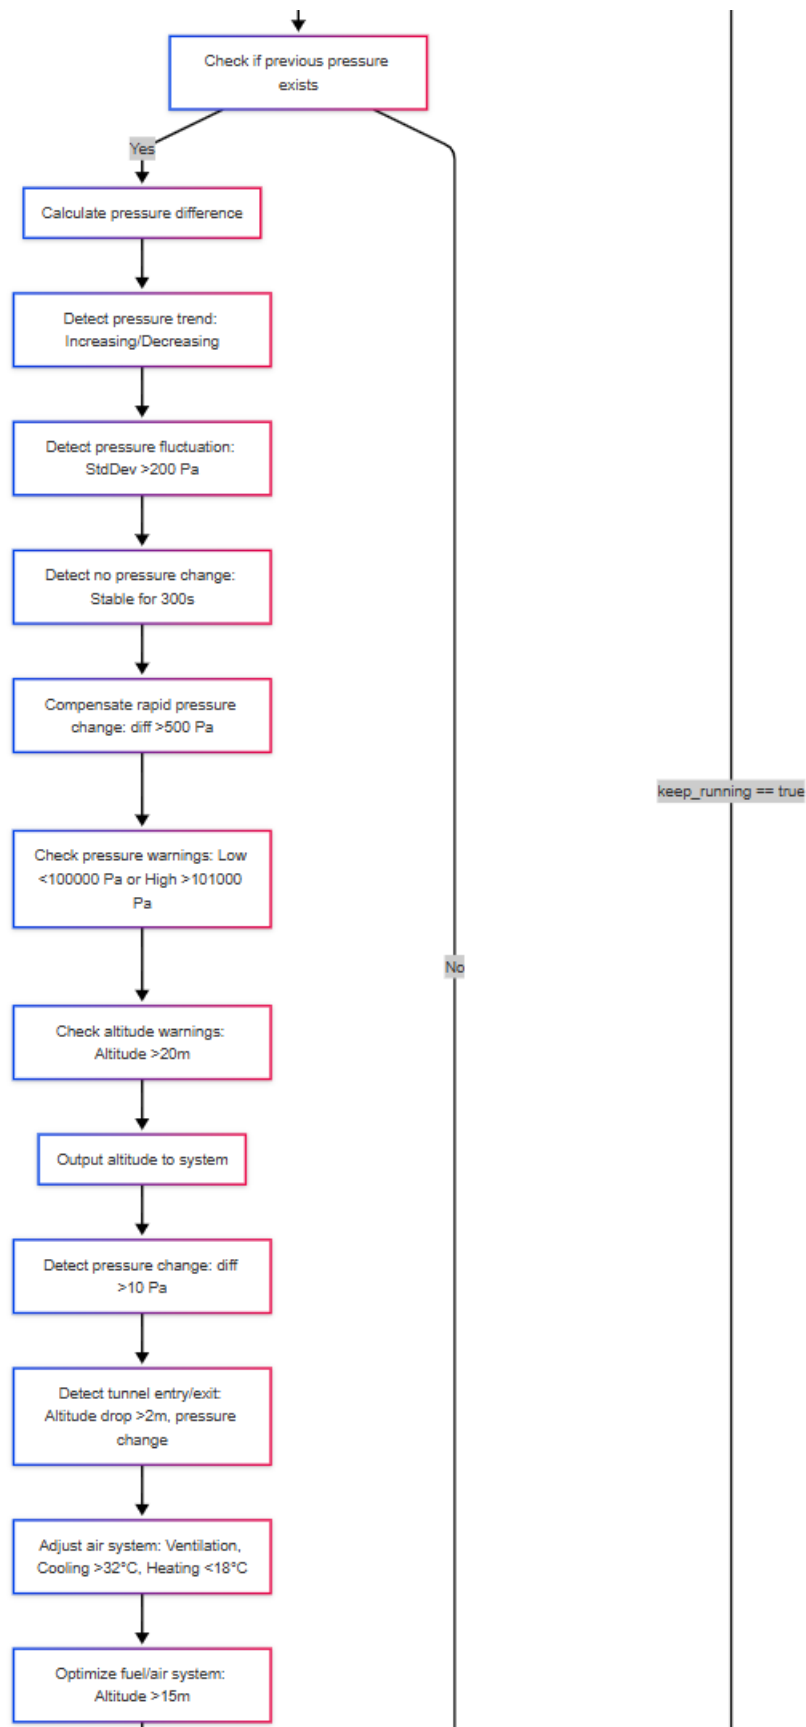 Check if previous pressure
exists
Yes
Calculate pressure difference
Detect pressure trend:
Increasing/Decreasing
Detect pressure fluctuation:
StdDev >200 Pa
Detect no pressure change:
Stable for 300s
Compensate rapid pressure
change: diff >500 Pa
keep_running == true
Check pressure warnings: Low
<100000 Pa or High >101000
Pa
No
Check altitude warnings:
Altitude >20m
Output altitude to system
Detect pressure change: diff
>10 Pa
Detect tunnel entry/exit:
Altitude drop >2m, pressure
change
Adjust air system: Ventilation,
Cooling >32°C, Heating <18°C
Optimize fuel/air system:
Altitude >15m